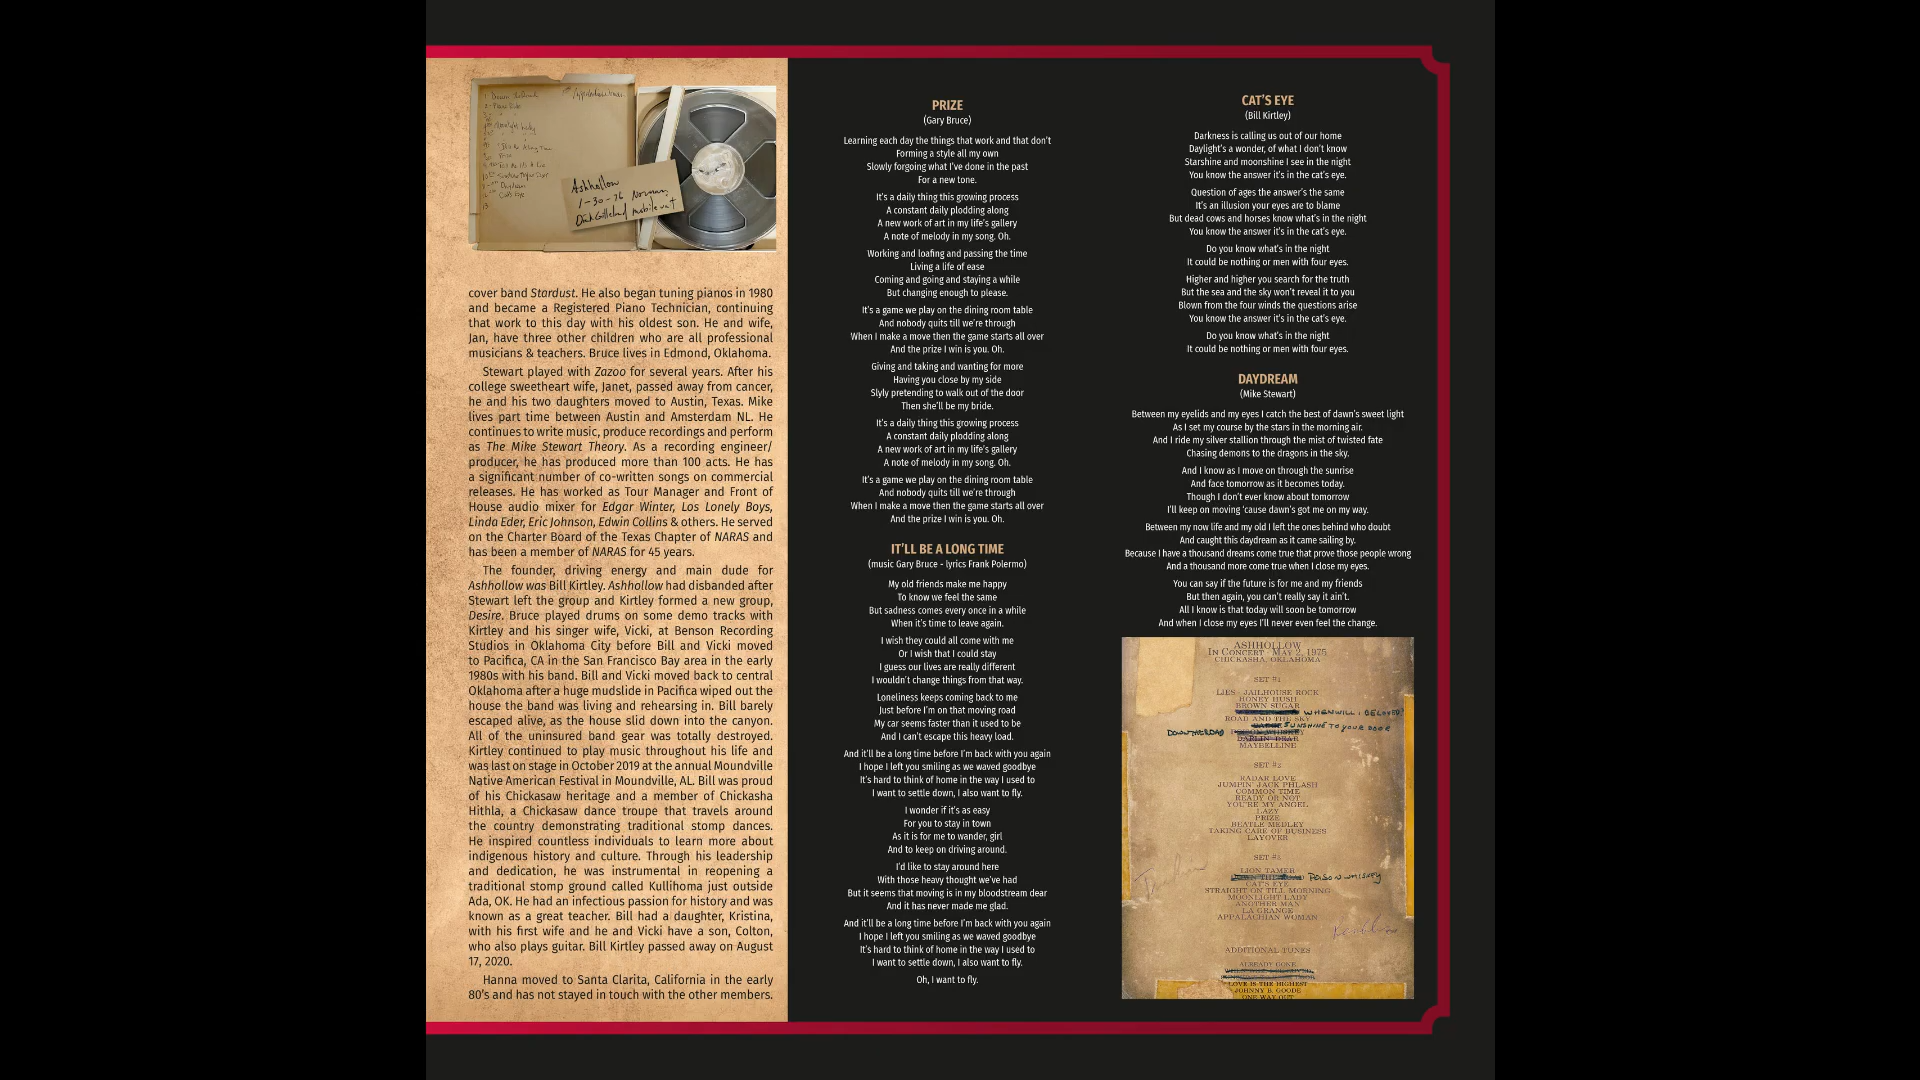 Ashhollow
1-30-76 Norman
cover band Stardust. He also began tuning pianos in 1980
and became a Registered Piano Technician, continuing
that work to this day with his oldest son. He and wife,
Jan, have three other children who are all professional
musicians & teachers. Bruce lives in Edmond, Oklahoma.
Stewart played with Zazoo for several years. After his
college sweetheart wife, Janet, passed away from cancer,
he and his two daughters moved to Austin, Texas. Mike
lives part time between Austin and Amsterdam NL. He
continues to write music, produce recordings and perform
as The Mike Stewart Theory. As a recording engineer/
producer, he has produced more than 100 acts. He has
a significant number of co-written songs on commercial
releases. He has worked as Tour Manager and Front of
House audio mixer for Edgar Winter, Los Lonely Boys,
Linda Eder, Eric Johnson, Edwin Collins & others. He served
on the Charter Board of the Texas Chapter of NARAS and
has been a member of NARAS for 45 years.
The founder, driving energy and main dude for
Ashhollow was Bill Kirtley. Ashhollow had disbanded after
Stewart left the group and Kirtley formed a new group,
Desire. Bruce played drums on some demo tracks with
Kirtley and his singer wife, Vicki, at Benson Recording
Studios in Oklahoma City before Bill and Vicki moved
to Pacifica, CA in the San Francisco Bay area in the early
1980s with his band. Bill and Vicki moved back to central
Oklahoma after a huge mudslide in Pacifica wiped out the
house the band was living and rehearsing in. Bill barely
escaped alive, as the house slid down into the canyon.
All of the uninsured band gear was totally destroyed.
Kirtley continued to play music throughout his life and
was last on stage in October 2019 at the annual Moundville
Native American Festival in Moundville, AL. Bill was proud
of his Chickasaw heritage and a member of Chickasha
Hithla, a Chickasaw dance troupe that travels around
the country demonstrating traditional stomp dances.
He inspired countless individuals to learn more about
indigenous history and culture. Through his leadership
and dedication, he was instrumental in reopening a
traditional stomp ground called Kullihoma just outside
Ada, OK. He had an infectious passion for history and was
known as a great teacher. Bill had a daughter, Kristina,
with his first wife and he and Vicki have a son, Colton,
who also plays guitar. Bill Kirtley passed away on August
17, 2020.
Hanna moved to Santa Clarita, California in the early
80's and has not stayed in touch with the other members.
PRIZE
(Gary Bruce)
Learning each day the things that work and that don't
Forming a style all my own
Slowly forgoing what I've done in the past
For a new tone.
It's a daily thing this growing process
A constant daily plodding along
A new work of art in my life's gallery
A note of melody in my song. Oh.
Working and loafing and passing the time
Living a life of ease
Coming and going and staying a while
But changing enough to please.
It's a game we play on the dining room table
And nobody quits till we're through
When I make a move then the game starts all over
And the prize I win is you. Oh.
Giving and taking and wanting for more
Having you close by my side
Slyly pretending to walk out of the door
Then she'll be my bride.
It's a daily thing this growing process
A constant daily plodding along
A new work of art in my life's gallery
A note of melody in my song. Oh.
It's a game we play on the dining room table
And nobody quits till we're through
When I make a move then the game starts all over
And the prize I win is you. Oh.
IT'LL BE A LONG TIME
(music Gary Bruce - lyrics Frank Polermo)
My old friends make me happy
To know we feel the same
But sadness comes every once in a while
When it's time to leave again.
I wish they could all come with me
Or I wish that I could stay
I guess our lives are really different
I wouldn't change things from that way.
Loneliness keeps coming back to me
Just before I'm on that moving road
My car seems faster than it used to be
And I can't escape this heavy load.
And it'll be a long time before I'm back with you again
I hope I left you smiling as we waved goodbye
It's hard to think of home in the way I used to
I want to settle down, I also want to fly.
I wonder if it's as easy
For you to stay in town
As it is for me to wander, girl
And to keep on driving around.
I'd like to stay around here
With those heavy thought we've had
But it seems that moving is in my bloodstream dear
And it has never made me glad.
And it'll be a long time before I'm back with you again
I hope I left you smiling as we waved goodbye
It's hard to think of home in the way I used to
I want to settle down, I also want to fly.
Oh, I want to fly.
CAT'S EYE
(Bill Kirtley)
Darkness is calling us out of our home
Daylight's a wonder, of what I don't know
Starshine and moonshine I see in the night
You know the answer it's in the cat's eye.
Question of ages the answer's the same
It's an illusion your eyes are to blame
But dead cows and horses know what's in the night
You know the answer it's in the cat's eye.
Do you know what's in the night
It could be nothing or men with four eyes.
Higher and higher you search for the truth
But the sea and the sky won't reveal it to you
Blown from the four winds the questions arise
You know the answer it's in the cat's eye.
Do you know what's in the night
It could be nothing or men with four eyes.
DAYDREAM
(Mike Stewart)
Between my eyelids and my eyes I catch the best of dawn's sweet light
As I set my course by the stars in the morning air.
And I ride my silver stallion through the mist of twisted fate
Chasing demons to the dragons in the sky.
And I know as I move on through the sunrise
And face tomorrow as it becomes today.
Though I don't ever know about tomorrow
I'll keep on moving 'cause dawn's got me on my way.
Between my now life and my old I left the ones behind who doubt
And caught this daydream as it came sailing by.
Because I have a thousand dreams come true that prove those people wrong
And a thousand more come true when I close my eyes.
You can say if the future is for me and my friends
But then again, you can't really say it ain't.
All I know is that today will soon be tomorrow
And when I close my eyes I'll never even feel the change.
ASHHOLLOW
IN CONCERT - MAY 2, 1975
CHICKASHA, OKLAHOMA
SET #1
LIES - JAILHOUSE ROCK
HONEY HUSH
BROWN SUGAR
WHEN WILL I BE LOVED?
ROAD AND THE SKY
SUNSHINE TO YOUR DOOR
DOWN THE ROAD
DARLIN' DEAR
MAYBELLINE
SET #2
RADAR LOVE
JUMPIN' JACK PHLASH
COMMON TIME
READY OR NOT
YOU'RE MY ANGEL
LAZY
PRIZE
BEATLE MEDLEY
TAKING CARE OF BUSINESS
LAYOVER
SET #3
LION TAMER
POISON WHISKEY
CAT'S EYE
STRAIGHT ON TILL MORNING
MOONLIGHT LADY
ANOTHER MAN
LA GRANGE
APPALACHIAN WOMAN
ADDITIONAL TUNES
ALREADY GONE
LOVE IS THE HIGHEST
JOHNNY B. GOODE
ONE WAY OUT